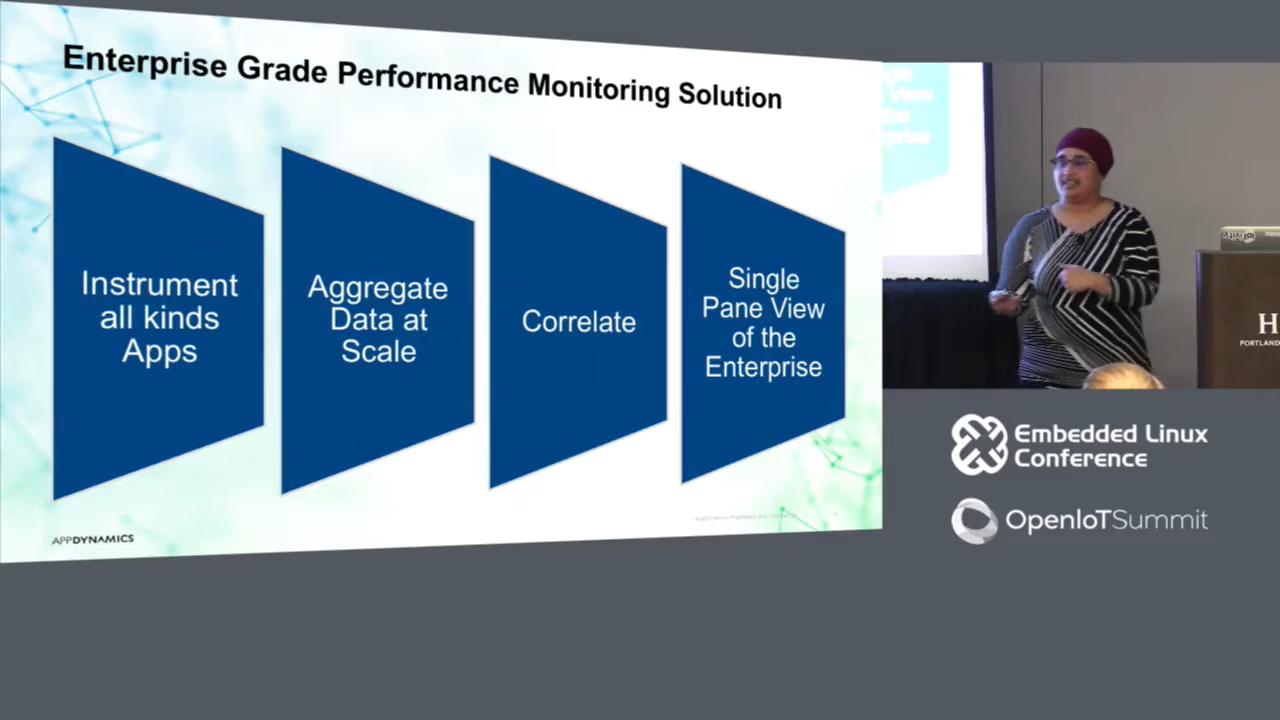 Enterprise Grade Performance Monitoring Solution
Instrument
all kinds
Apps
Aggregate
Data at
Scale
Correlate
Single
Pane View
of the
Enterprise
APPDYNAMICS
H
PORTLAND
Embedded Linux
Conference
OpenIoTSummit